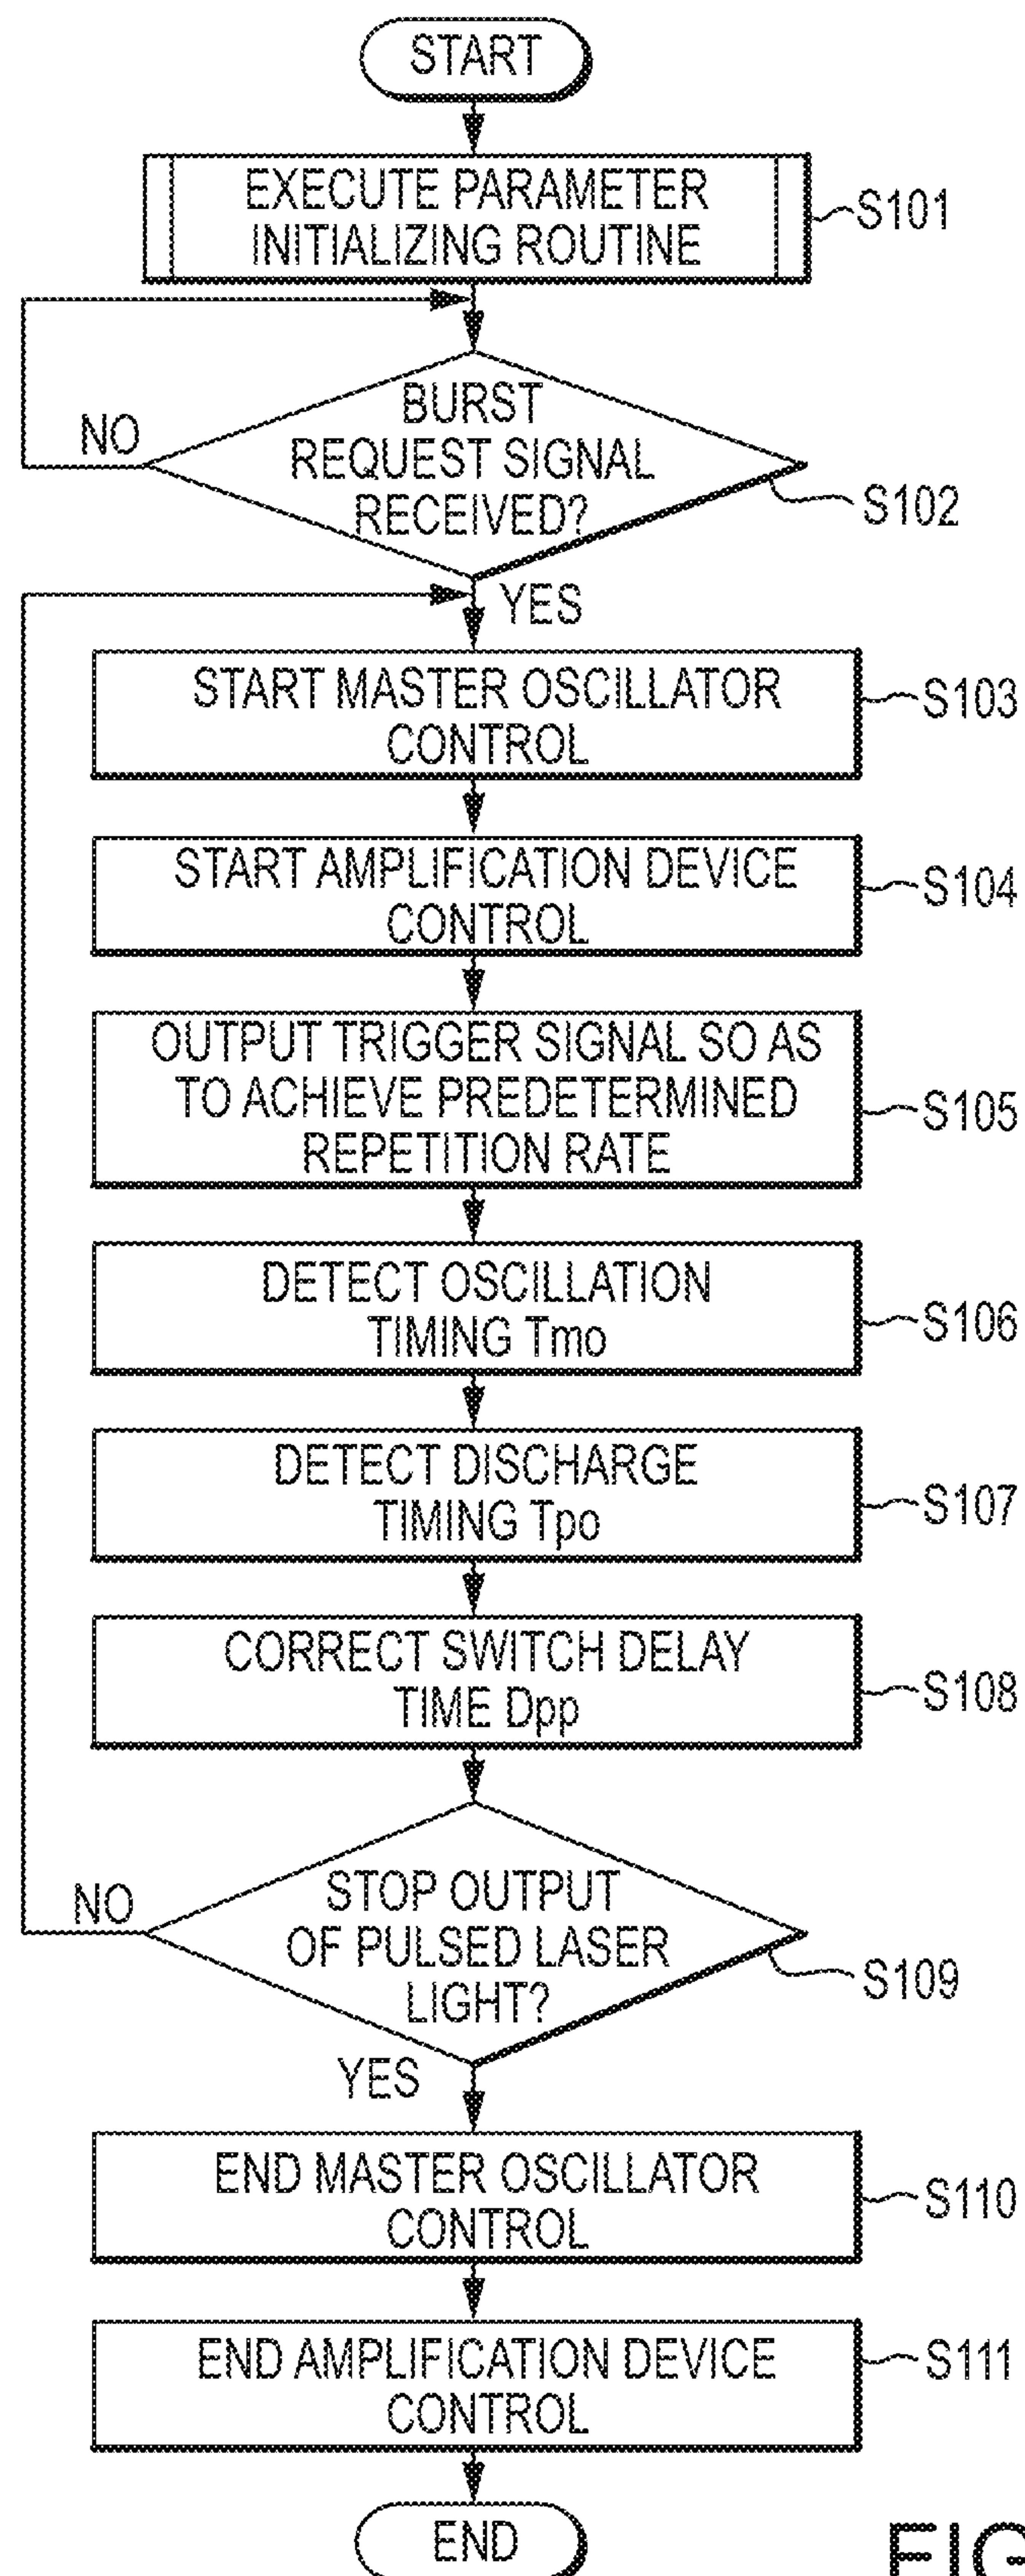 START
EXECUTE PARAMETER
INITIALIZING ROUTINE
S101
BURST
REQUEST SIGNAL
RECEIVED?
NO
S102
YES
START MASTER OSCILLATOR
CONTROL
S103
START AMPLIFICATION DEVICE
CONTROL
S104
OUTPUT TRIGGER SIGNAL SO AS
TO ACHIEVE PREDETERMINED
REPETITION RATE
S105
DETECT OSCILLATION
TIMING Tmo
S106
DETECT DISCHARGE
TIMING Tpo
S107
CORRECT SWITCH DELAY
TIME Dpp
S108
STOP OUTPUT
OF PULSED LASER
LIGHT?
NO
S109
YES
END MASTER OSCILLATOR
CONTROL
S110
END AMPLIFICATION DEVICE
CONTROL
S111
END